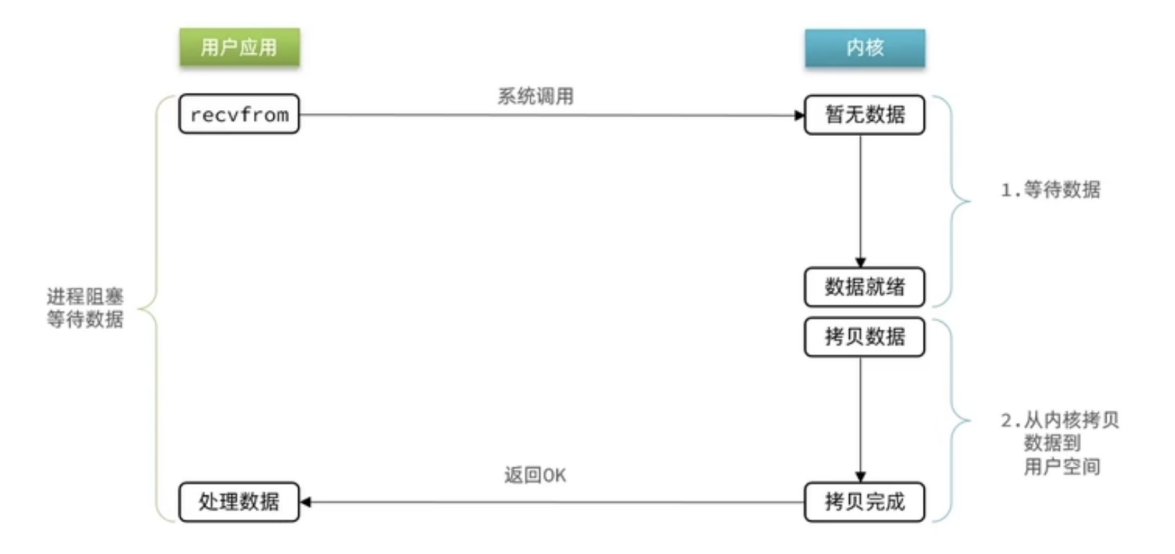 用户应用
内核
recvfrom
系统调用
暂无数据
1.等待数据
进程阻塞
等待数据
数据就绪
拷贝数据
2.从内核拷贝
数据到
用户空间
处理数据
返回OK
拷贝完成